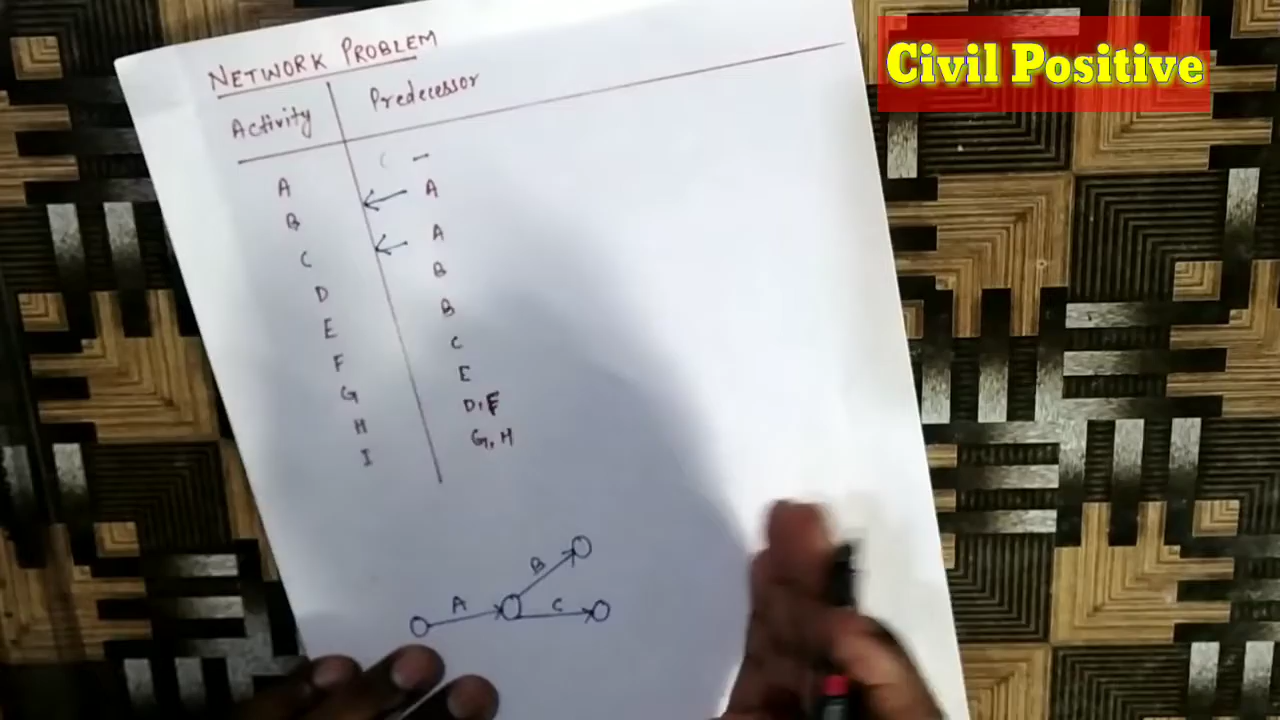 Civil Positive
NETWORK PROBLEM
Activity Predecessor
A -
B A
C A
D B
E B
F C
G E
H D, F
I G, H
B
A C